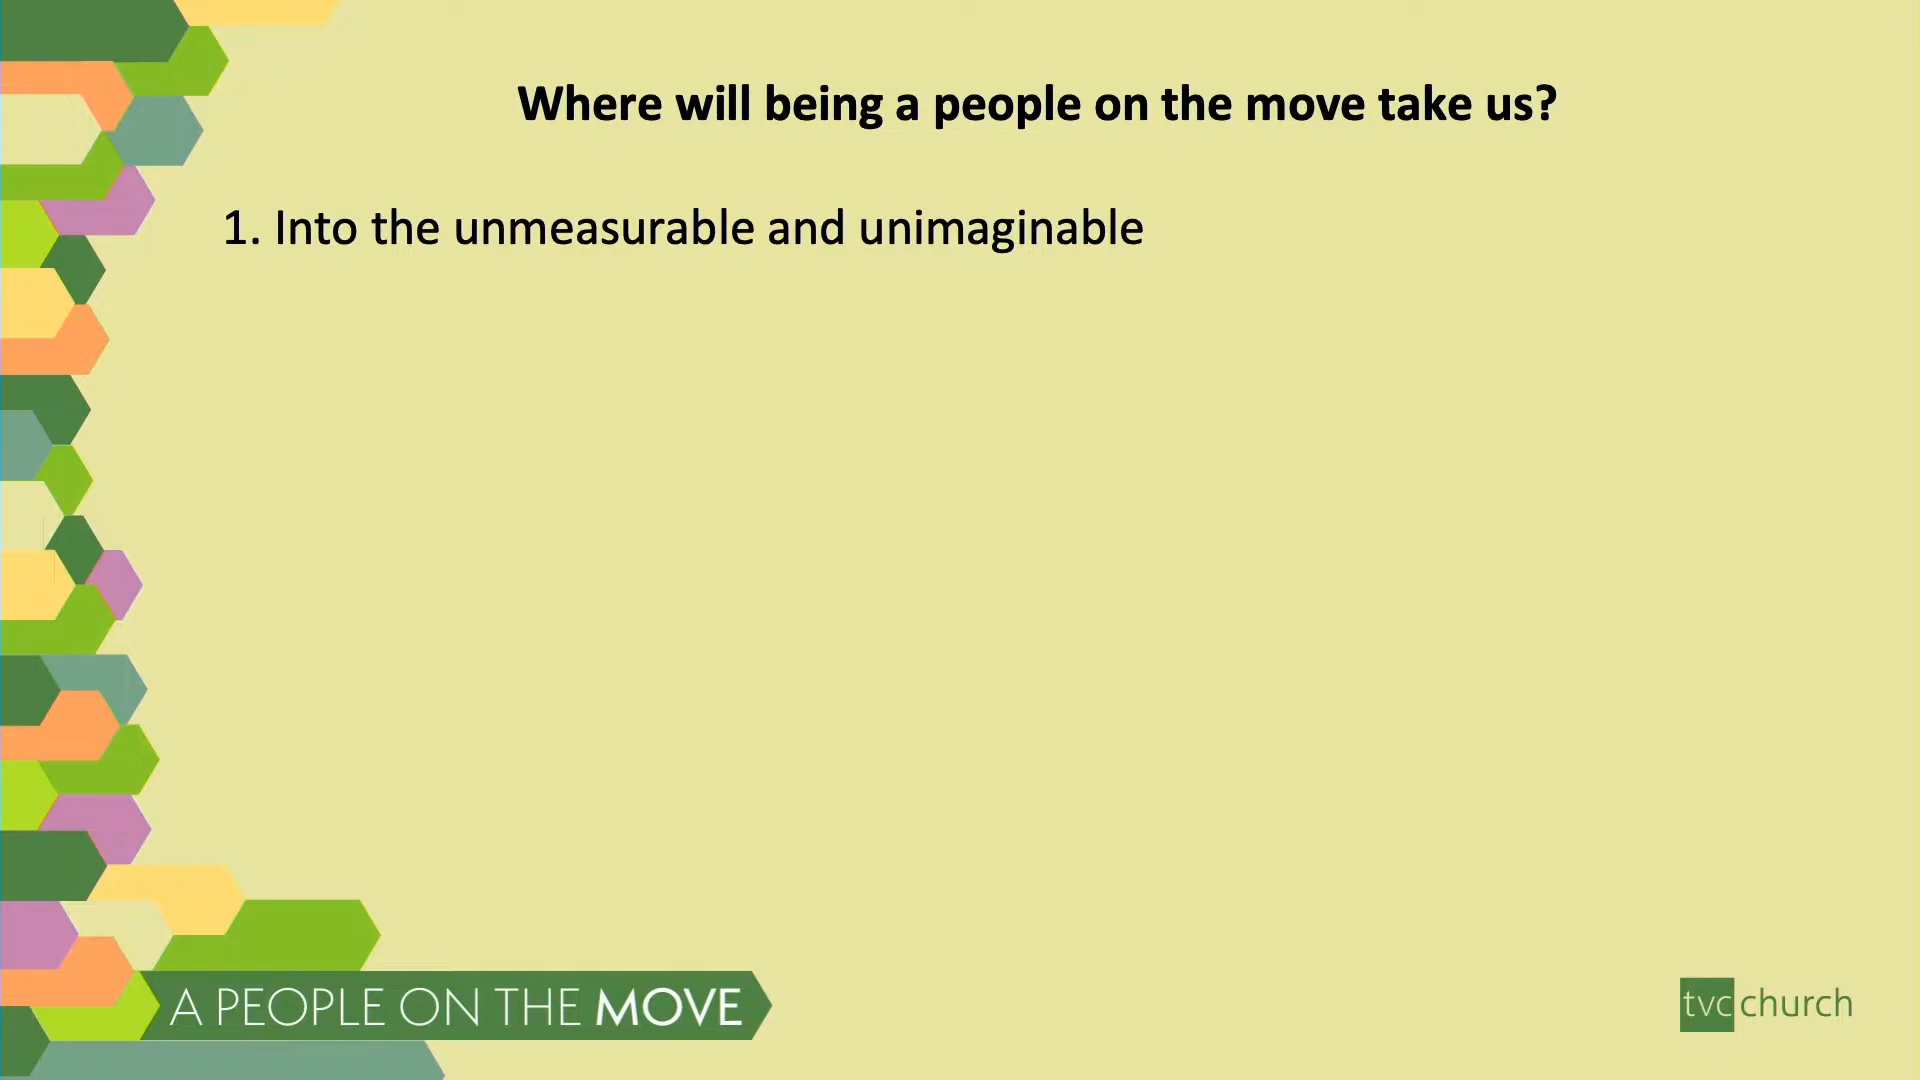 Where will being a people on the move take us?
1. Into the unmeasurable and unimaginable
A PEOPLE ON THE MOVE
tvc church